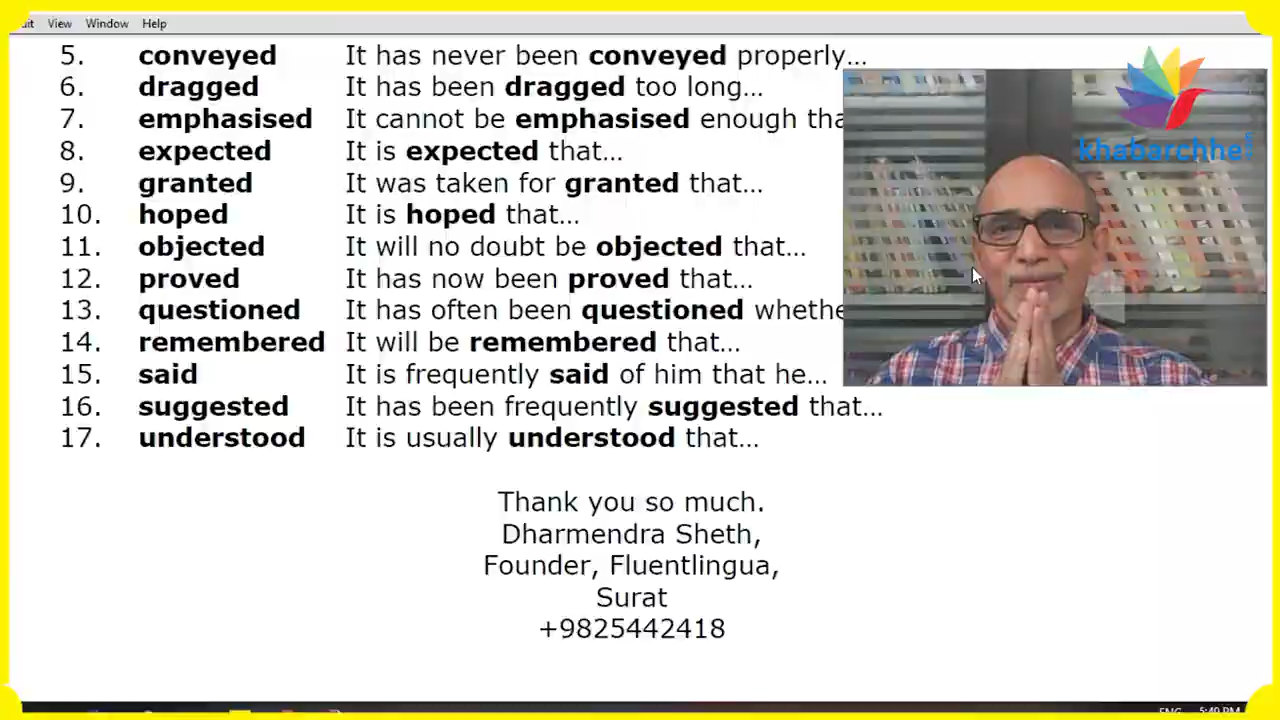 View Window Help
5. conveyed It has never been conveyed properly…
6. dragged It has been dragged too long…
7. emphasised It cannot be emphasised enough tha
8. expected It is expected that…
9. granted It was taken for granted that…
10. hoped It is hoped that…
11. objected It will no doubt be objected that…
12. proved It has now been proved that…
13. questioned It has often been questioned whethe
14. remembered It will be remembered that…
15. said It is frequently said of him that he…
16. suggested It has been frequently suggested that…
17. understood It is usually understood that…
khabarchhe
Thank you so much.
Dharmendra Sheth,
Founder, Fluentlingua,
Surat
+9825442418
ENG 5:49 PM